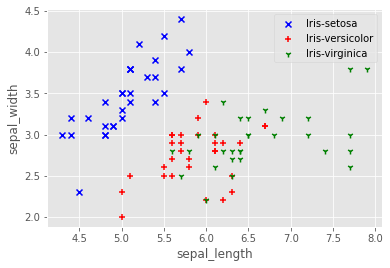 4.5
4.0
3.5
3.0
2.5
2.0
sepal_width
Iris-setosa
Iris-versicolor
Iris-virginica
4.5 5.0 5.5 6.0 6.5 7.0 7.5 8.0
sepal_length